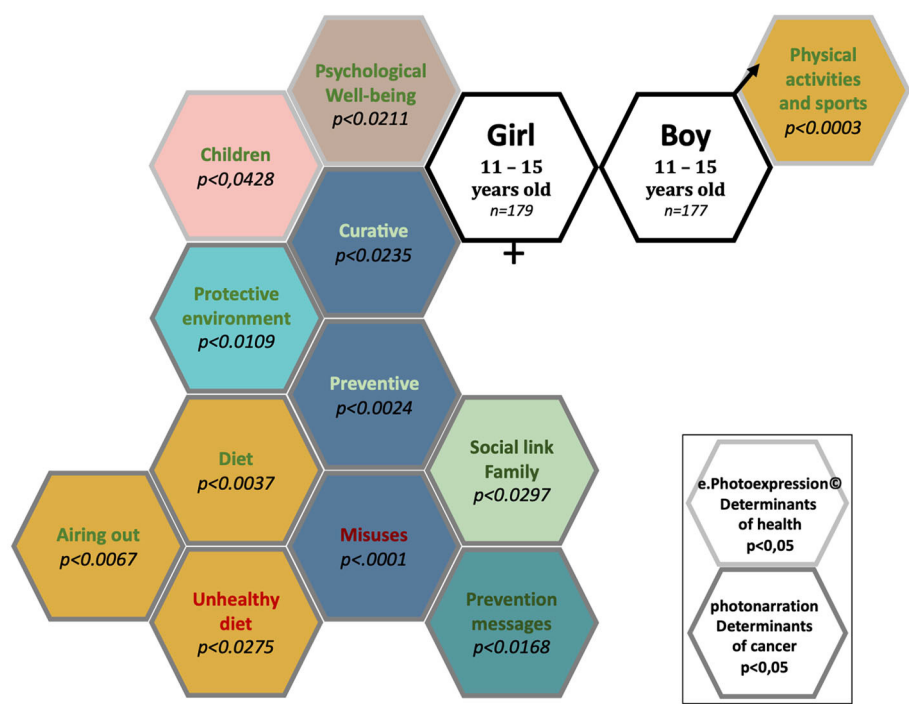 Psychological
Well-being
p<0.0211
Girl
11 – 15
years old
n=179
+
Boy
11 – 15
years old
n=177
Physical
activities
and sports
p<0.0003
Children
p<0,0428
Curative
p<0.0235
Protective
environment
p<0.0109
Preventive
p<0.0024
Diet
p<0.0037
Social link
Family
p<0.0297
Airing out
p<0.0067
Misuses
p<.0001
Unhealthy
diet
p<0.0275
Prevention
messages
p<0.0168
e.Photoexpression©
Determinants
of health
p<0,05
photonarration
Determinants
of cancer
p<0,05